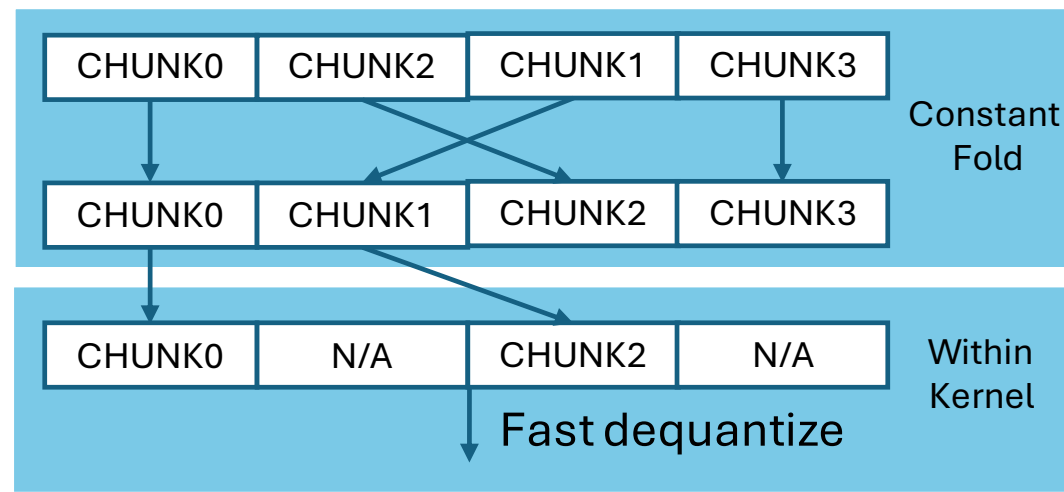 CHUNK0 CHUNK2 CHUNK1 CHUNK3
Constant
Fold
CHUNK0 CHUNK1 CHUNK2 CHUNK3
CHUNK0 N/A CHUNK2 N/A
Within
Kernel
Fast dequantize